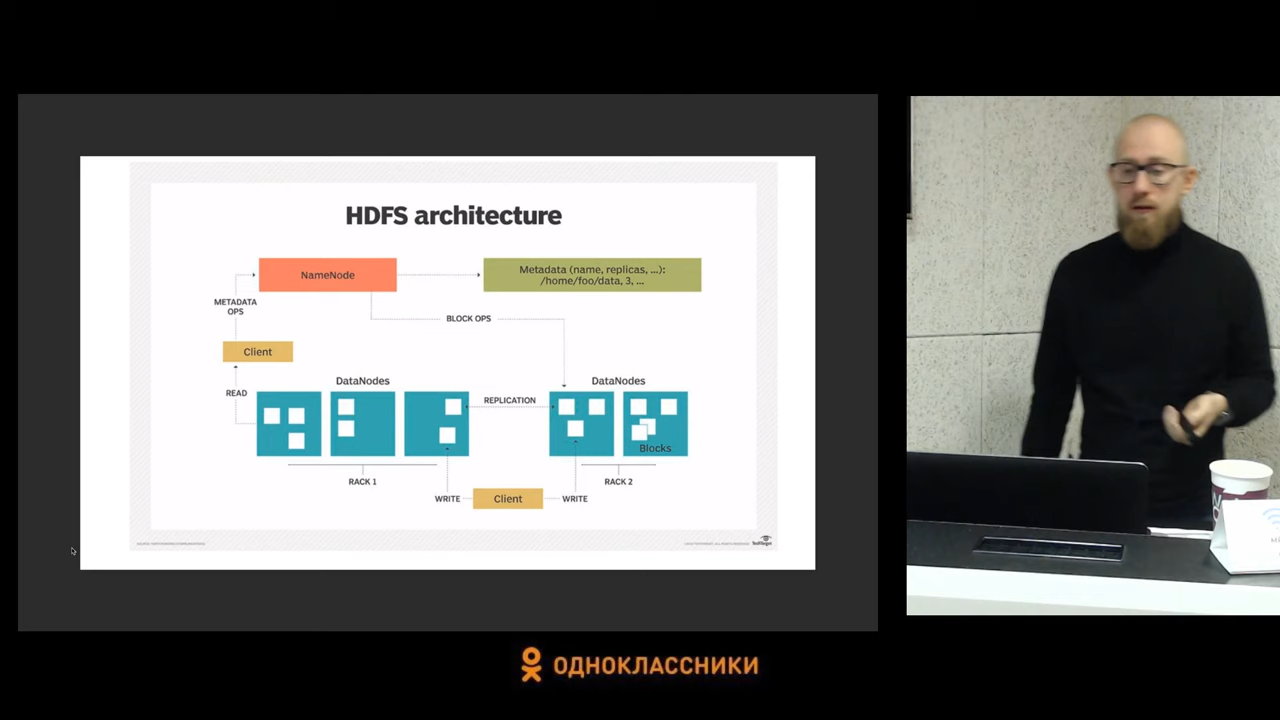 HDFS architecture
NameNode
Metadata (name, replicas, ...):
/home/foo/data, 3, ...
METADATA
OPS
BLOCK OPS
Client
DataNodes
DataNodes
READ
REPLICATION
Blocks
RACK 1
RACK 2
WRITE
Client
WRITE
TechTarget
ОДНОКЛАССНИКИ